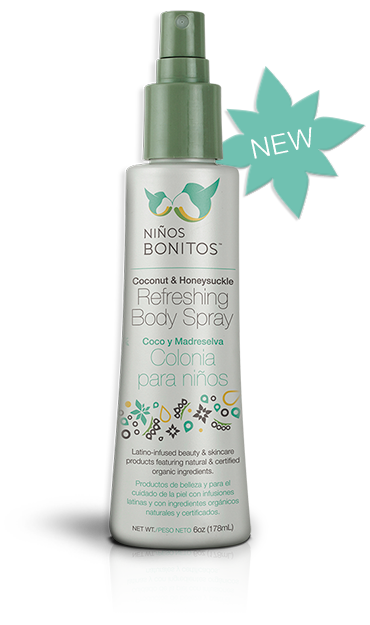 NEW
NIÑOS
BONITOS™
Coconut & Honeysuckle
Refreshing
Body Spray
Coco y Madreselva
Colonia
para niños
Latino-infused beauty & skincare
products featuring natural & certified
organic ingredients.
Productos de belleza y para el
cuidado de la piel con infusiones
latinas y con ingredientes orgánicos
naturales y certificados.
NET WT./PESO NETO 6oz (178mL)